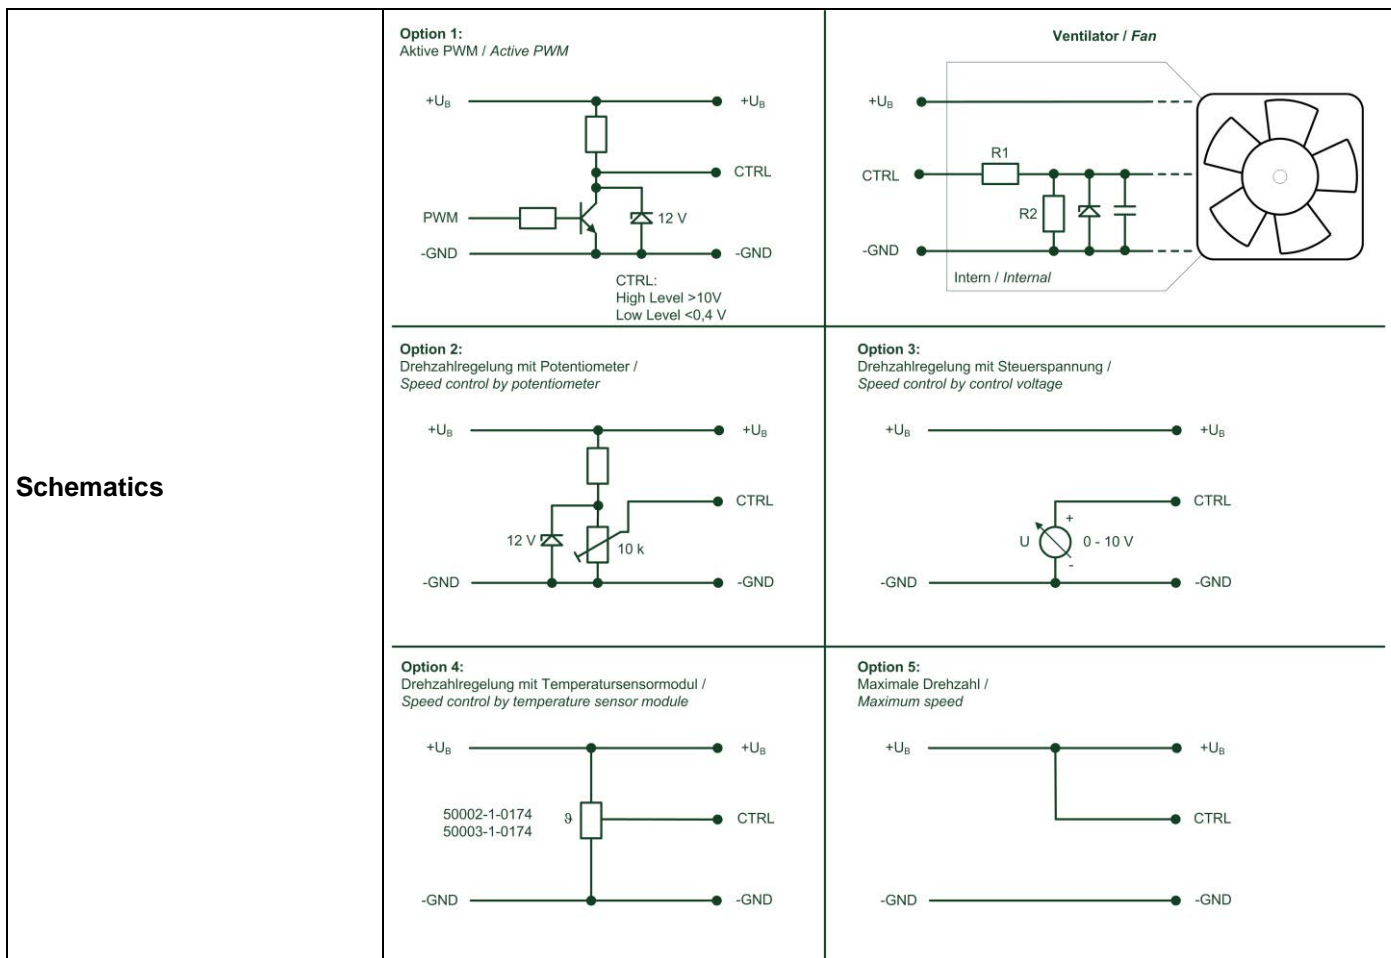 Schematics
Option 1:
Aktive PWM / Active PWM
+UB
+UB
CTRL
PWM
12 V
-GND
-GND
CTRL:
High Level >10V
Low Level <0,4 V
Ventilator / Fan
+UB
R1
CTRL
R2
-GND
Intern / Internal
Option 2:
Drehzahlregelung mit Potentiometer /
Speed control by potentiometer
+UB
+UB
CTRL
12 V
10 k
-GND
-GND
Option 3:
Drehzahlregelung mit Steuerspannung /
Speed control by control voltage
+UB
+UB
CTRL
+
U
0 - 10 V
-
-GND
-GND
Option 4:
Drehzahlregelung mit Temperatursensormodul /
Speed control by temperature sensor module
+UB
+UB
50002-1-0174
50003-1-0174
ϑ
CTRL
-GND
-GND
Option 5:
Maximale Drehzahl /
Maximum speed
+UB
+UB
CTRL
-GND
-GND